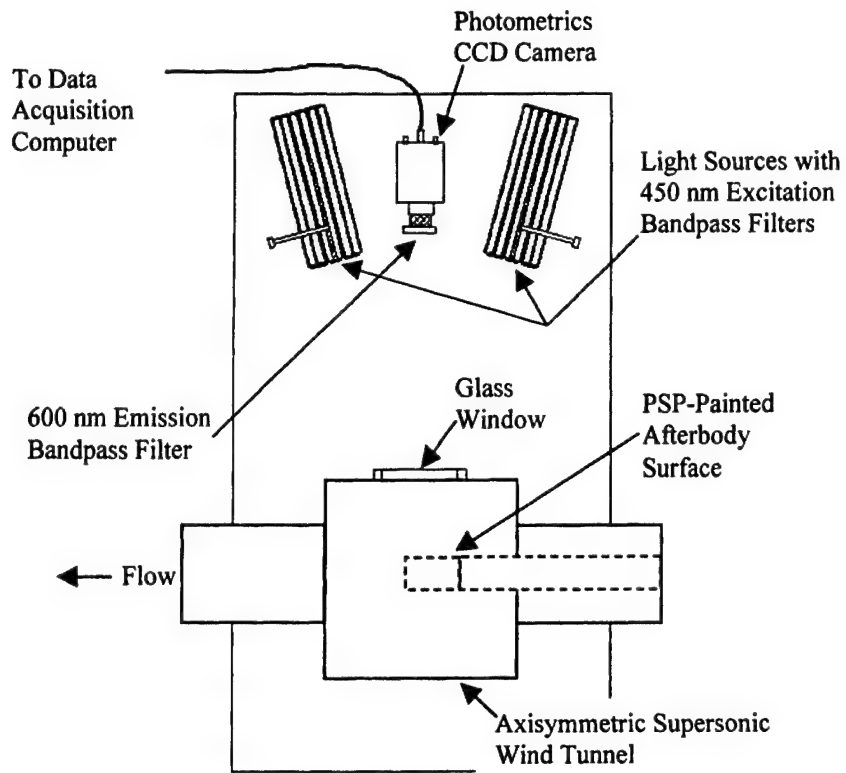 Photometrics
CCD Camera
To Data
Acquisition
Computer
Light Sources with
450 nm Excitation
Bandpass Filters
600 nm Emission
Bandpass Filter
Glass
Window
PSP-Painted
Afterbody
Surface
Flow
Axisymmetric Supersonic
Wind Tunnel